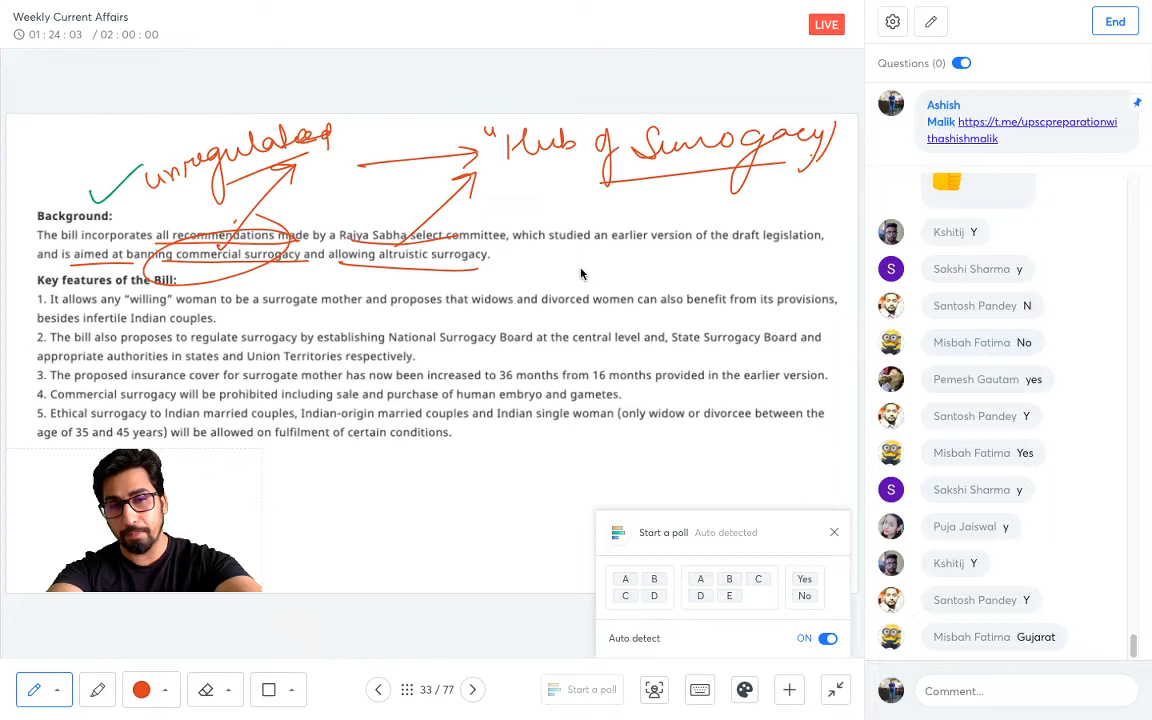 Weekly Current Affairs
01 : 24 : 03 / 02 : 00 : 00
LIVE
End
Questions (0)
Ashish
Malik https://t.me/upscpreparationwi
thashishmalik
unregulated
"Hub of Surrogacy)
Background:
The bill incorporates all recommendations made by a Rajya Sabha select committee, which studied an earlier version of the draft legislation,
and is aimed at banning commercial surrogacy and allowing altruistic surrogacy.
Key features of the Bill:
1. It allows any "willing" woman to be a surrogate mother and proposes that widows and divorced women can also benefit from its provisions,
besides infertile Indian couples.
2. The bill also proposes to regulate surrogacy by establishing National Surrogacy Board at the central level and, State Surrogacy Board and
appropriate authorities in states and Union Territories respectively.
3. The proposed insurance cover for surrogate mother has now been increased to 36 months from 16 months provided in the earlier version.
4. Commercial surrogacy will be prohibited including sale and purchase of human embryo and gametes.
5. Ethical surrogacy to Indian married couples, Indian-origin married couples and Indian single woman (only widow or divorcee between the
age of 35 and 45 years) will be allowed on fulfilment of certain conditions.
Kshitij Y
S
Sakshi Sharma y
Santosh Pandey N
Misbah Fatima No
Pemesh Gautam yes
Santosh Pandey Y
Misbah Fatima Yes
S
Sakshi Sharma y
Puja Jaiswal y
Kshitij Y
Santosh Pandey Y
Misbah Fatima Gujarat
Start a poll Auto detected
A B
C D
A B C
D E
Yes
No
Auto detect
ON
33 / 77
Start a poll
Comment...